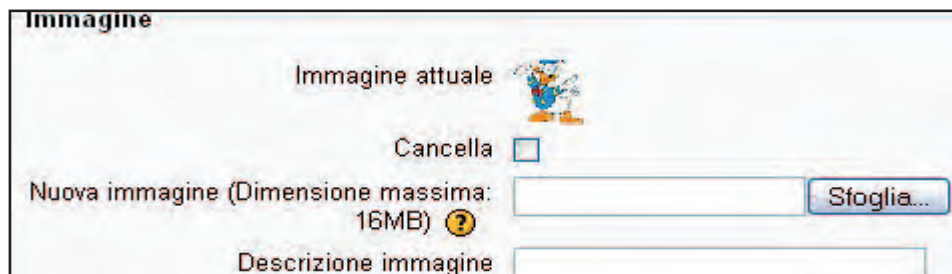 Immagine
Immagine attuale
Cancella
Nuova immagine (Dimensione massima:
16MB) ?
Sfoglia...
Descrizione immagine